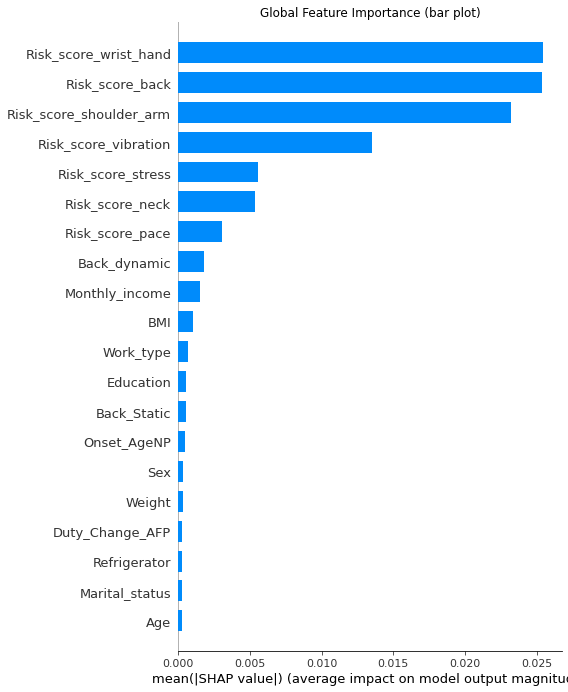 Global Feature Importance (bar plot)
Risk_score_wrist_hand
Risk_score_back
Risk_score_shoulder_arm
Risk_score_vibration
Risk_score_stress
Risk_score_neck
Risk_score_pace
Back_dynamic
Monthly_income
BMI
Work_type
Education
Back_Static
Onset_AgeNP
Sex
Weight
Duty_Change_AFP
Refrigerator
Marital_status
Age
0.000 0.005 0.010 0.015 0.020 0.025
mean(|SHAP value|) (average impact on model output magnitud